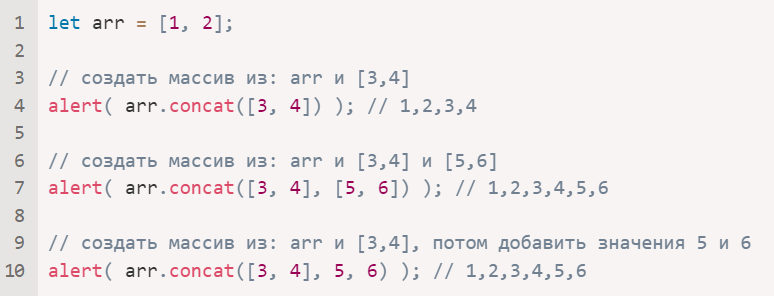 1 let arr = [1, 2];
2
3 // создать массив из: arr и [3,4]
4 alert( arr.concat([3, 4]) ); // 1,2,3,4
5
6 // создать массив из: arr и [3,4] и [5,6]
7 alert( arr.concat([3, 4], [5, 6]) ); // 1,2,3,4,5,6
8
9 // создать массив из: arr и [3,4], потом добавить значения 5 и 6
10 alert( arr.concat([3, 4], 5, 6) ); // 1,2,3,4,5,6